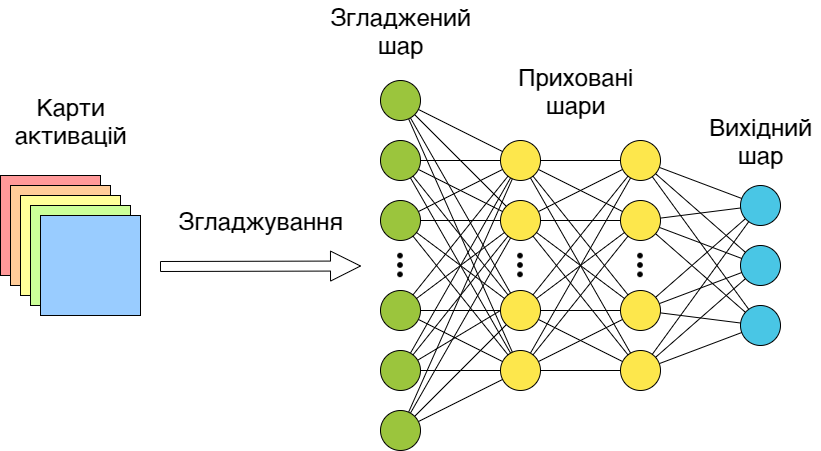 Згладжений
шар
Приховані
шари
Карти
активацій
Вихідний
шар
Згладжування